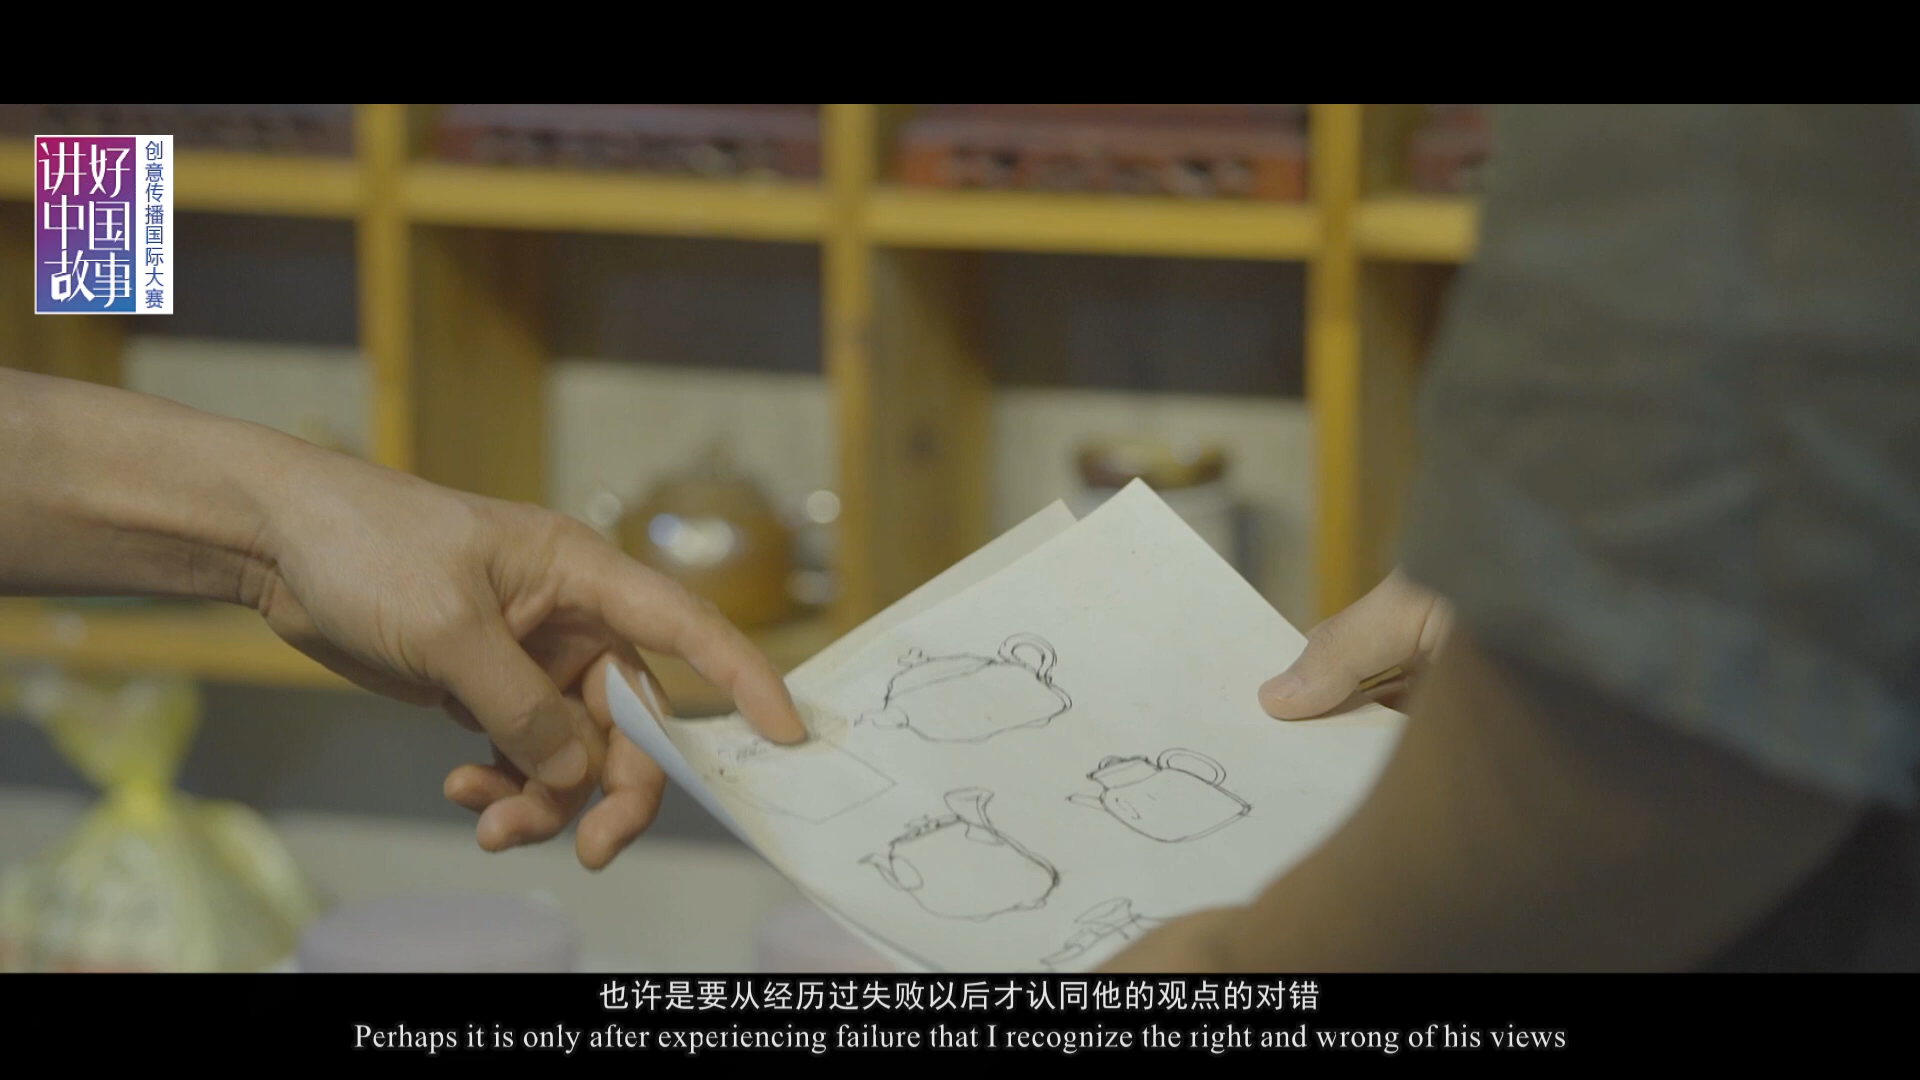 讲好
中国
故事
创意传播国际大赛
也许是要从经历过失败以后才认同他的观点的对错
Perhaps it is only after experiencing failure that I recognize the right and wrong of his views